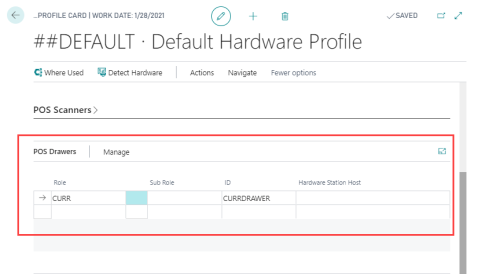 ...PROFILE CARD | WORK DATE: 1/28/2021
SAVED
##DEFAULT · Default Hardware Profile
Where Used Detect Hardware Actions Navigate Fewer options
POS Scanners
POS Drawers Manage
Role Sub Role ID Hardware Station Host
CURR CURRDRAWER